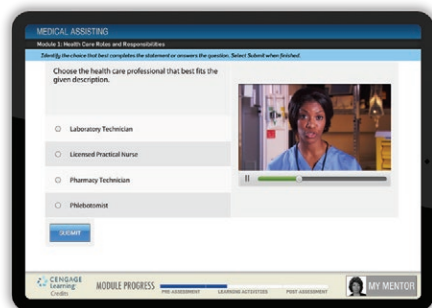 MEDICAL ASSISTING
Module 1: Health Care Roles and Responsibilities
Identify the choice that best completes the statement or answers the question. Select Submit when finished.
Choose the health care professional that best fits the
given description.
Laboratory Technician
Licensed Practical Nurse
Pharmacy Technician
Phlebotomist
SUBMIT
CENGAGE
Learning
Credits
MODULE PROGRESS
PRE-ASSESSMENT
LEARNING ACTIVITIES
POST-ASSESSMENT
MY MENTOR